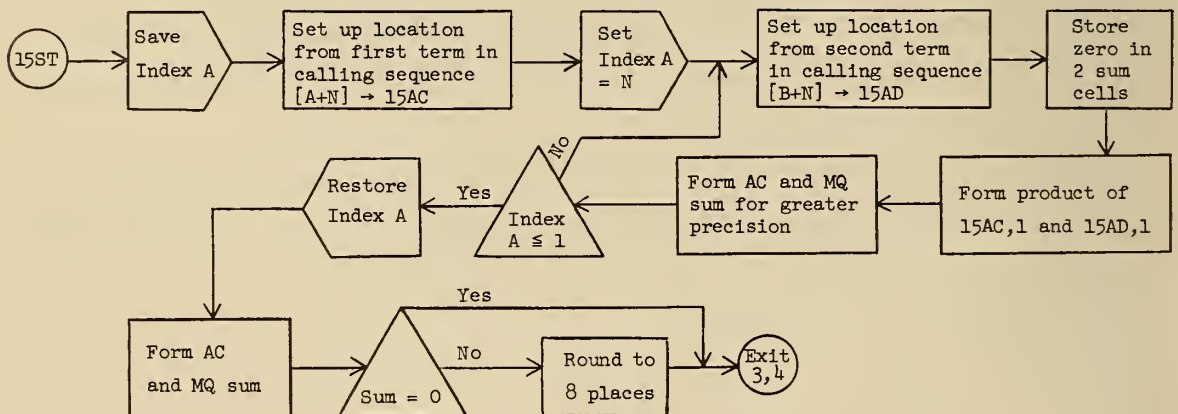 15ST
Save
Index A
Set up location
from first term in
calling sequence
[A+N] → 15AC
Set
Index A
= N
Set up location
from second term
in calling sequence
[B+N] → 15AD
Store
zero in
2 sum
cells
Form product of
15AC,1 and 15AD,1
Form AC and MQ
sum for greater
precision
No
Index
A ≦ 1
Yes
Restore
Index A
Form AC
and MQ sum
Yes
Sum = 0
No
Round to
8 places
Exit
3,4